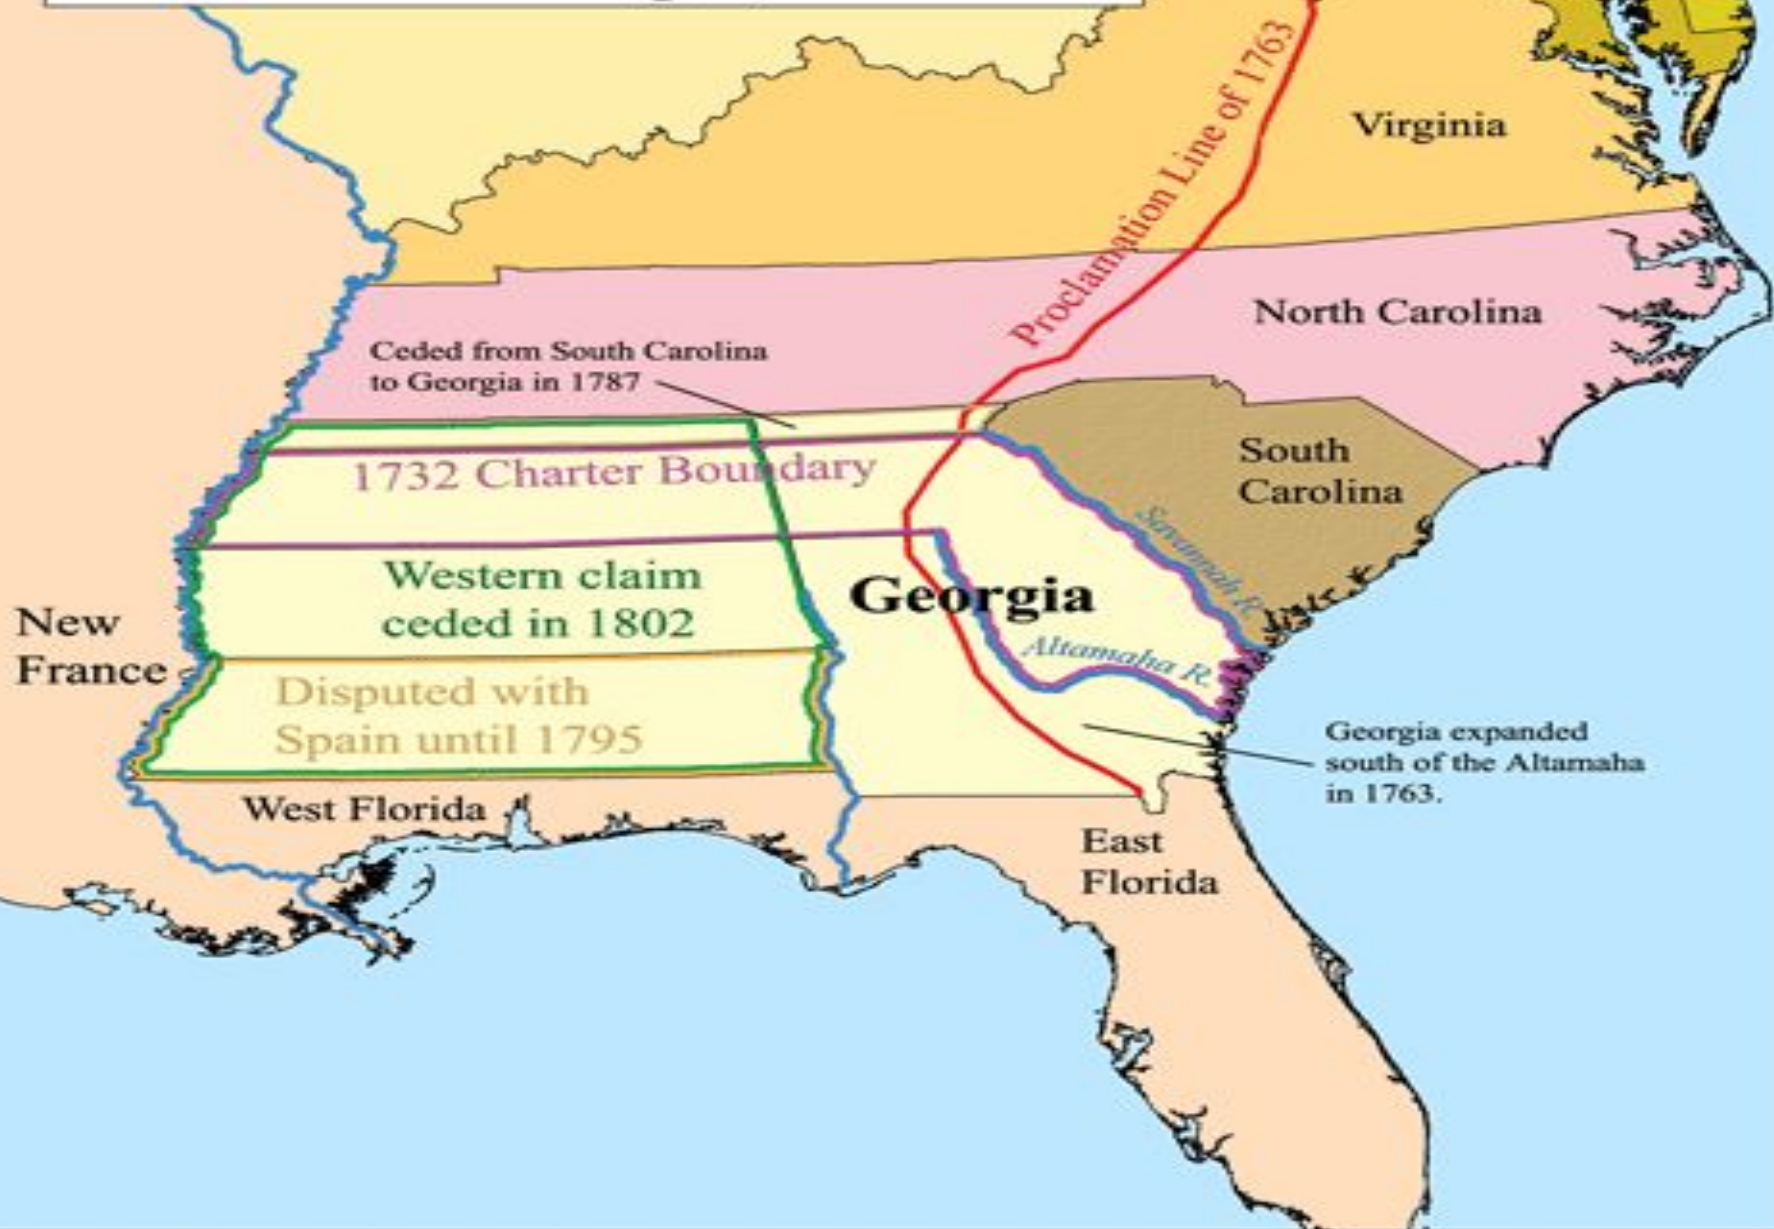 Proclamation Line of 1763
Virginia
North Carolina
Ceded from South Carolina
to Georgia in 1787
South
Carolina
1732 Charter Boundary
Savannah R.
Western claim
ceded in 1802
Georgia
New
France
Altamaha R.
Disputed with
Spain until 1795
Georgia expanded
south of the Altamaha
in 1763.
West Florida
East
Florida